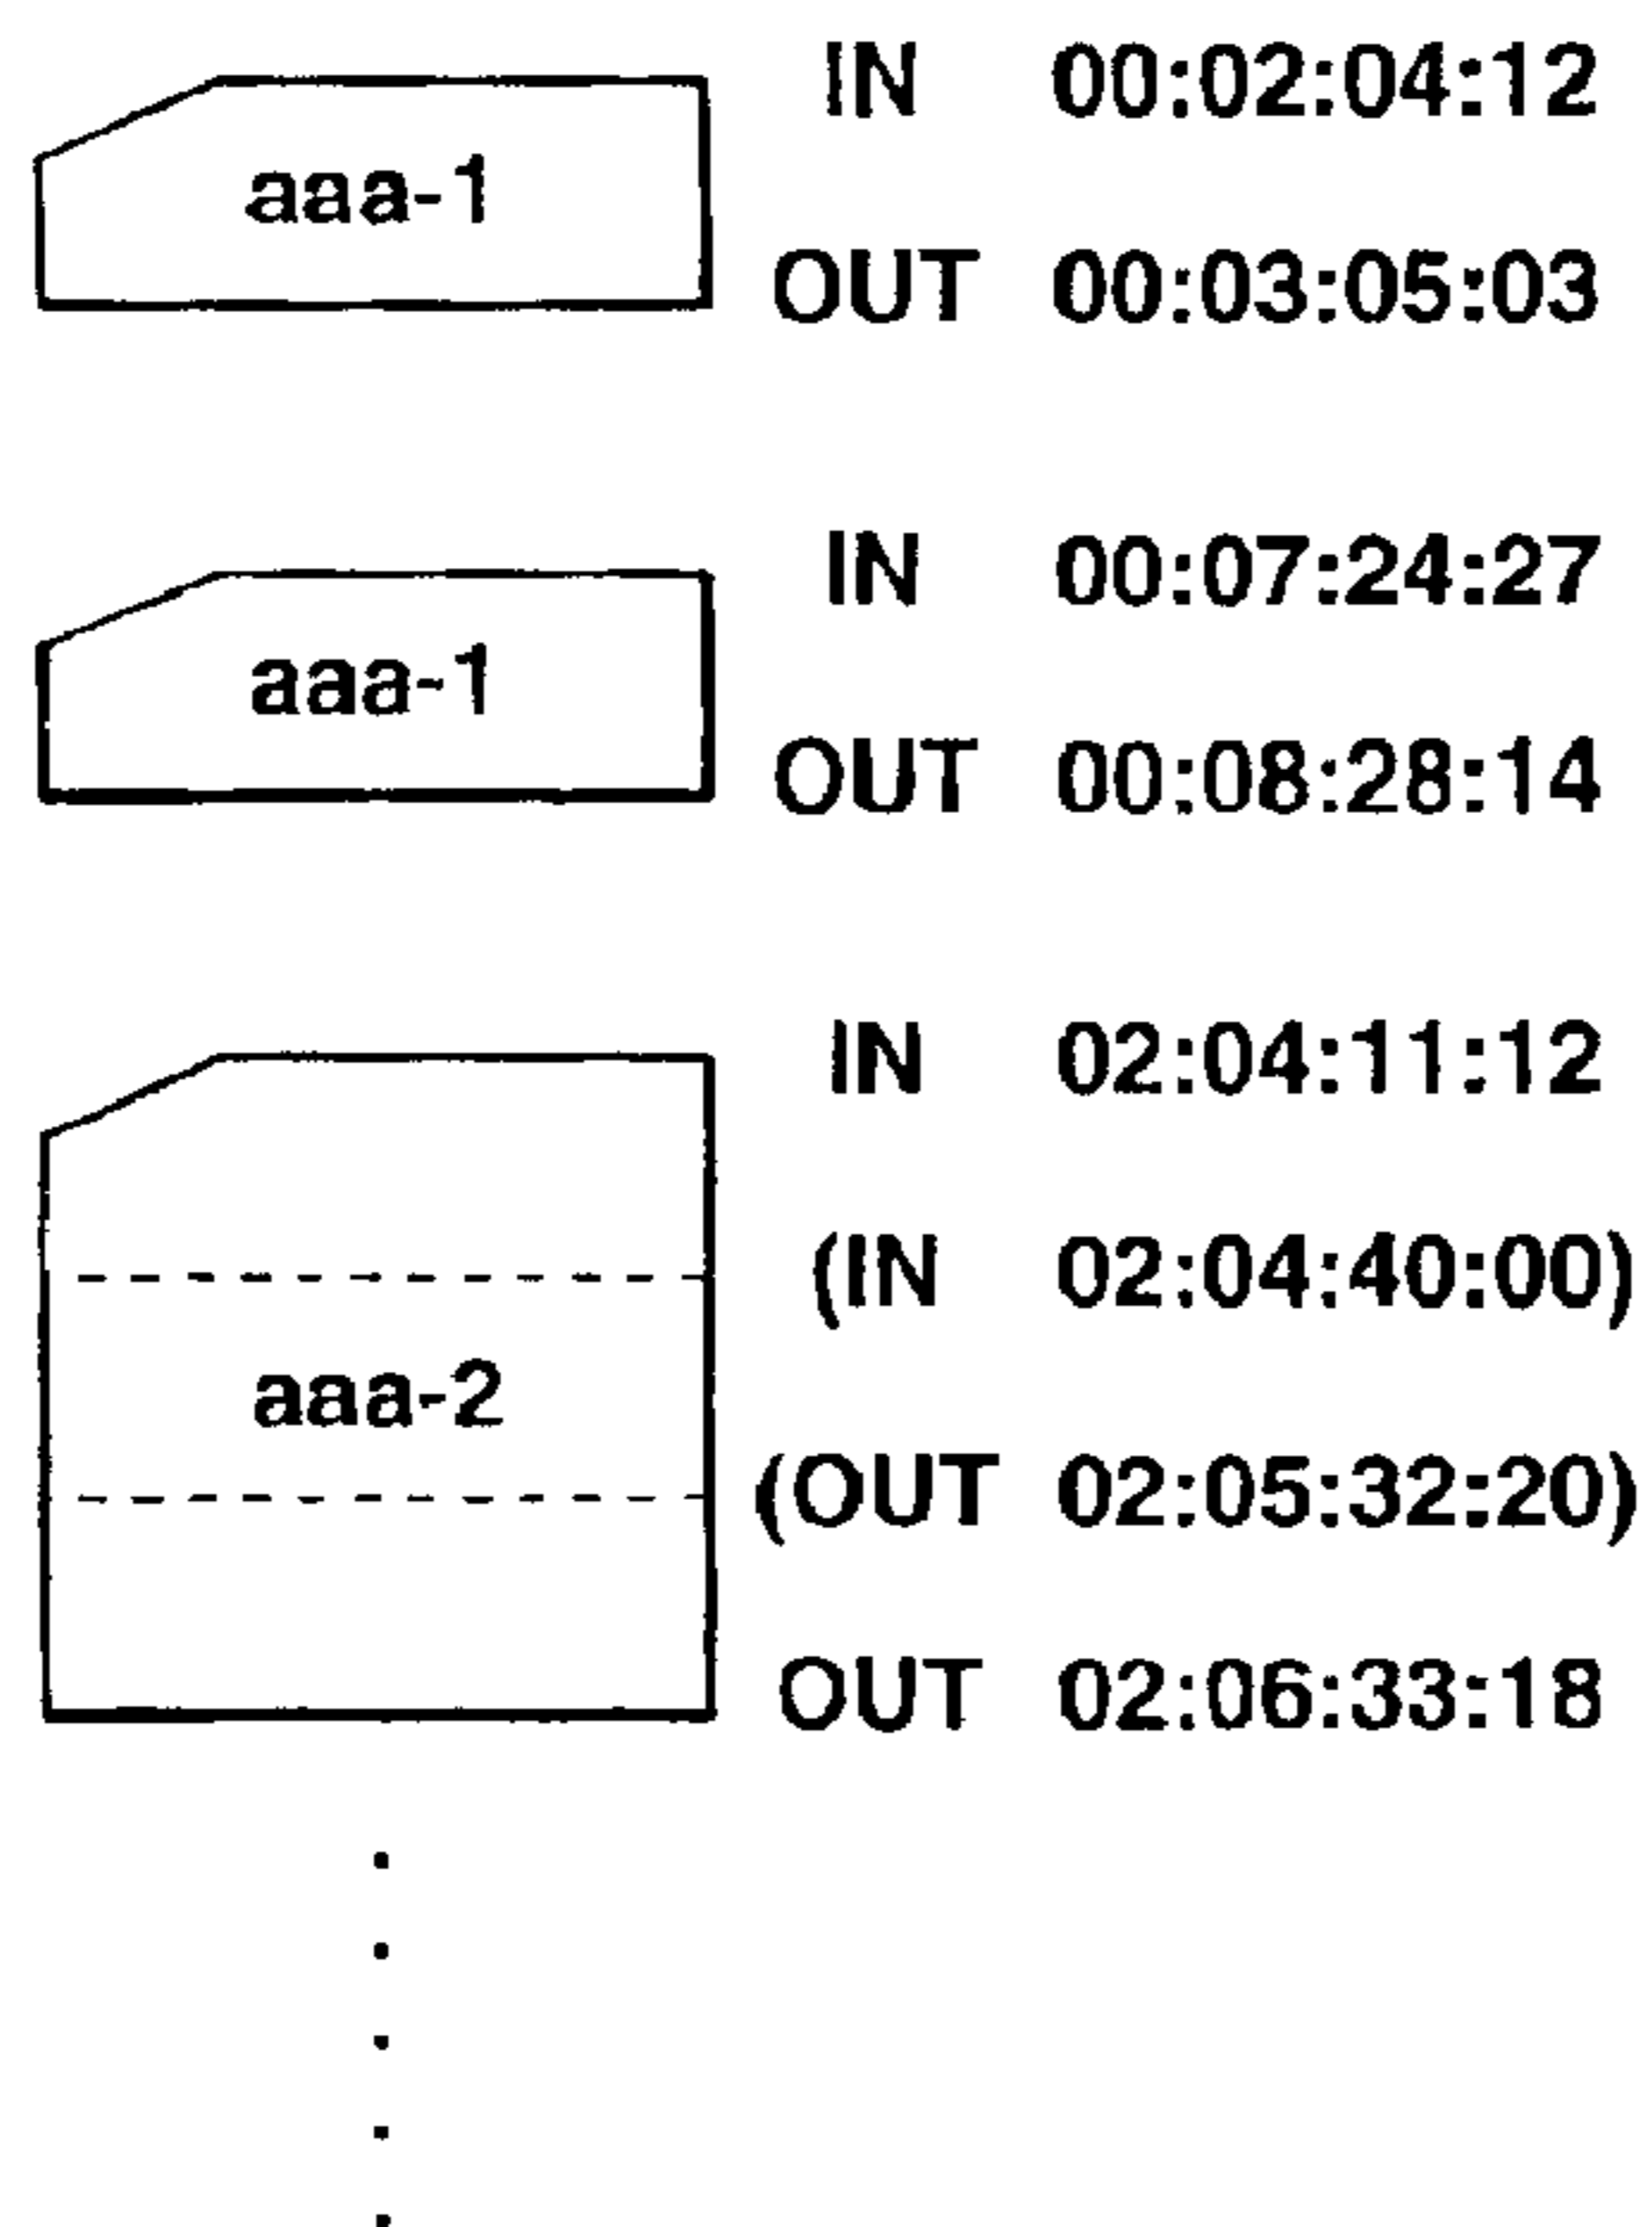 IN 00:02:04:12
aaa-1
OUT 00:03:05:03
IN 00:07:24:27
aaa-1
OUT 00:08:28:14
IN 02:04:11:12
(IN 02:04:40:00)
aaa-2
(OUT 02:05:32:20)
OUT 02:06:33:18